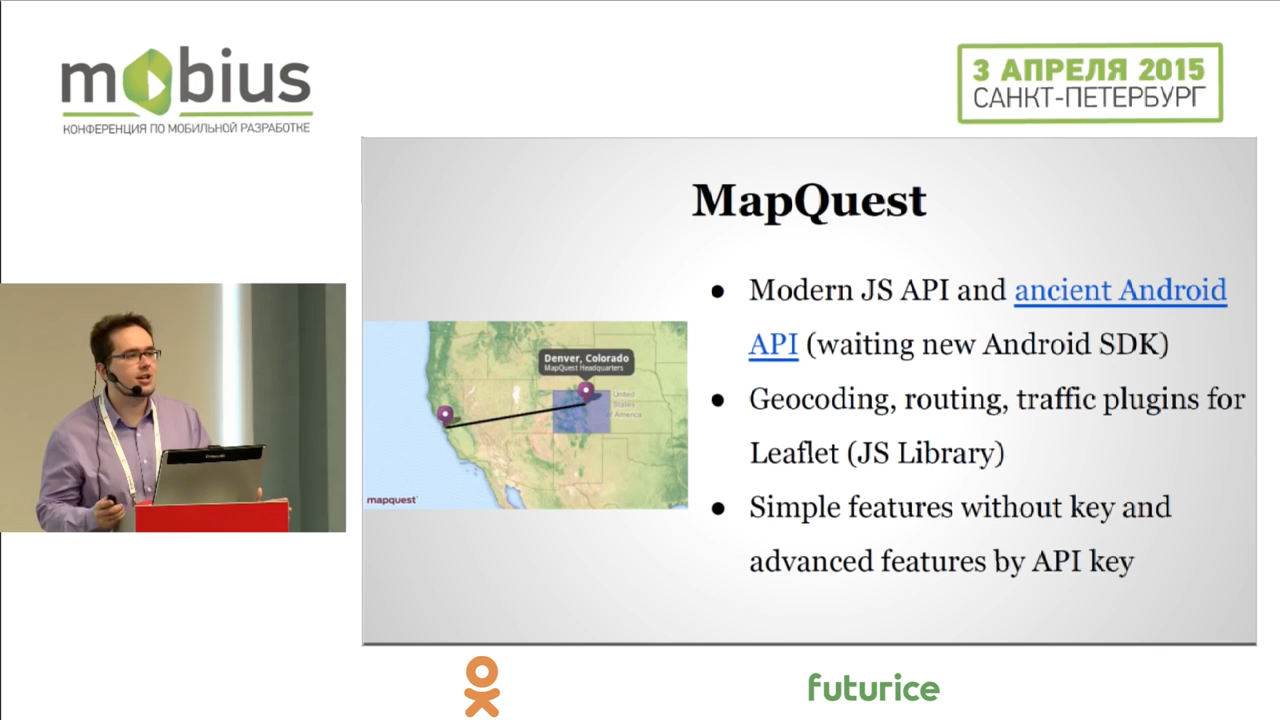 mobius
КОНФЕРЕНЦИЯ ПО МОБИЛЬНОЙ РАЗРАБОТКЕ
3 АПРЕЛЯ 2015
САНКТ-ПЕТЕРБУРГ
MapQuest
● Modern JS API and ancient Android
API (waiting new Android SDK)
● Geocoding, routing, traffic plugins for
Leaflet (JS Library)
● Simple features without key and
advanced features by API key
Denver, Colorado
MapQuest Headquarters
United
States
of America
mapquest
futurice